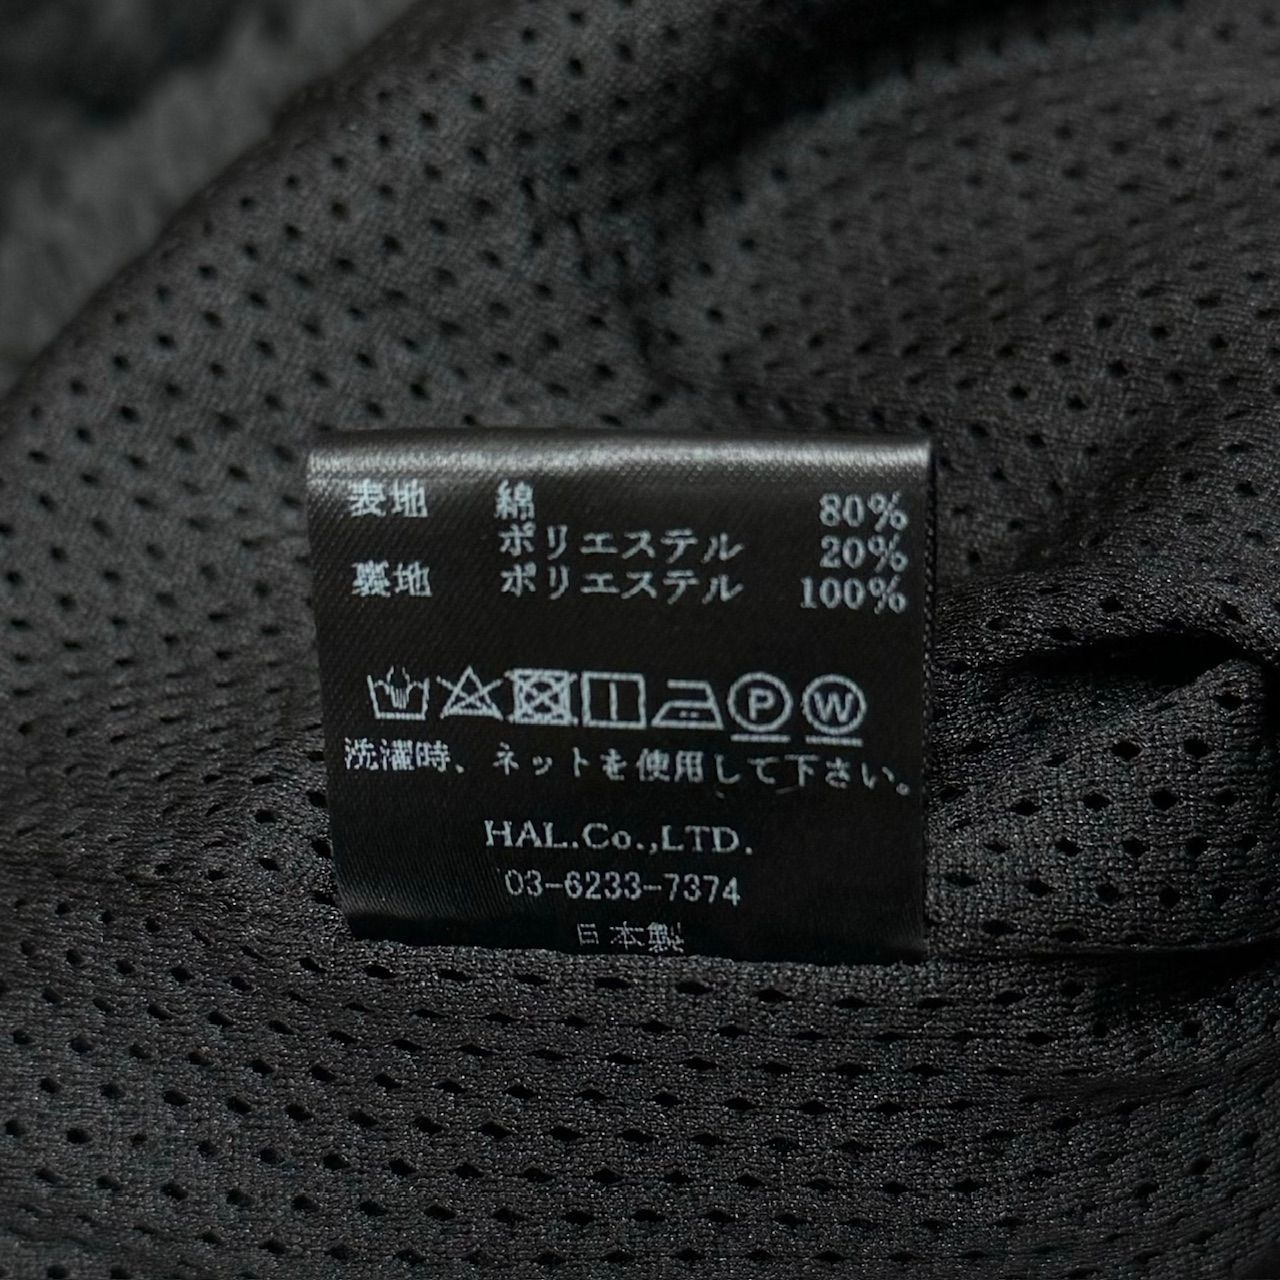 表地 綿 80%
ポリエステル 20%
裏地 ポリエステル 100%
P W
洗濯時、ネットを使用して下さい。
HAL.Co.,LTD.
03-6233-7374
日本製